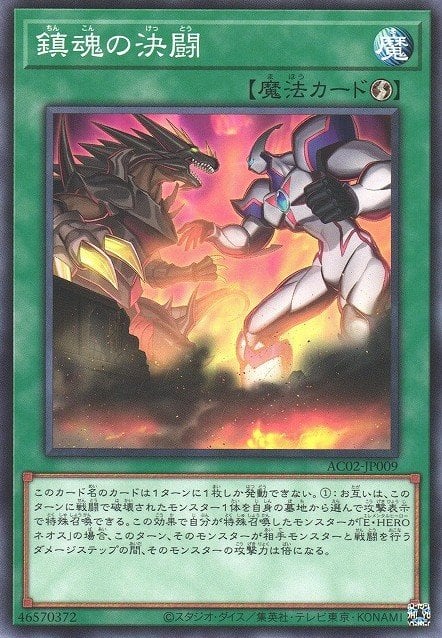 鎮魂の決闘
魔
【魔法カード】
AC02-JP009
このカード名のカードは1ターンに1枚しか発動できない。①：お互いは、この
ターンに戦闘で破壊されたモンスター1体を自身の墓地から選んで攻撃表示
で特殊召喚できる。この効果で自分が特殊召喚したモンスターが「E・HERO
ネオス」の場合、このターン、そのモンスターが相手モンスターと戦闘を行う
ダメージステップの間、そのモンスターの攻撃力は倍になる。
46570372
©スタジオ・ダイス／集英社・テレビ東京・KONAMI